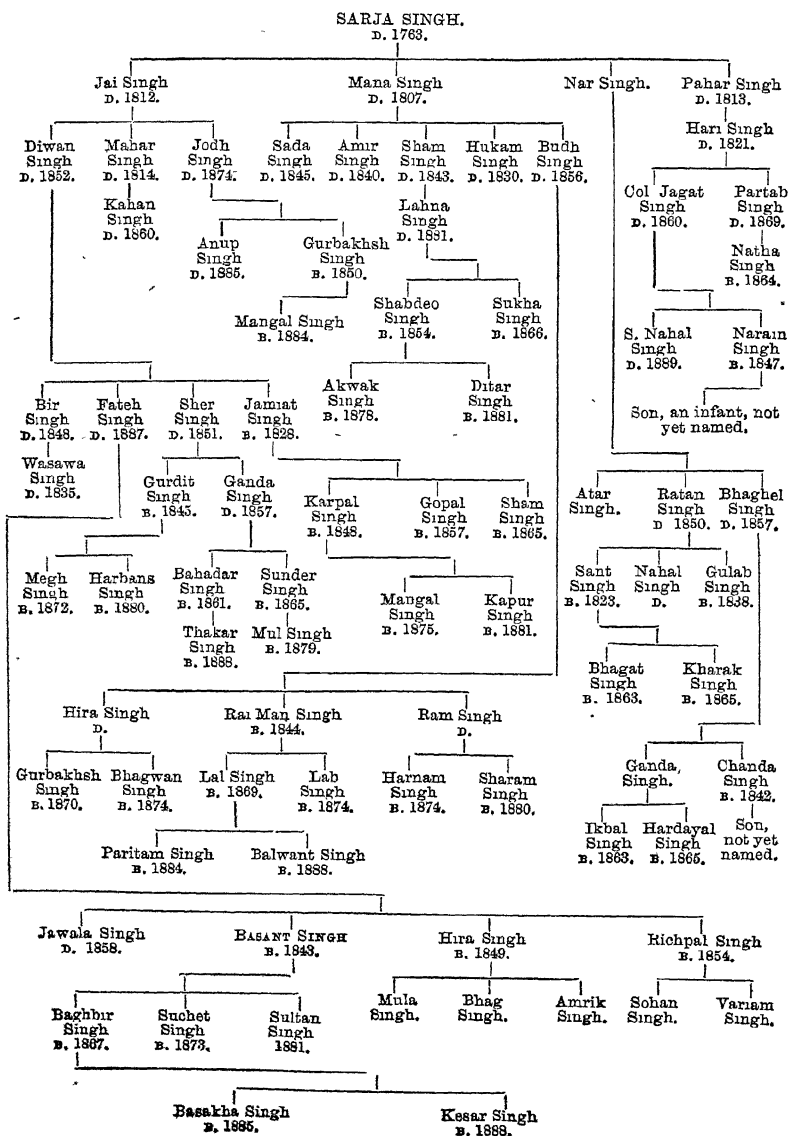 SARJA SINGH.
D. 1763.
Jai Singh
D. 1812.
Mana Singh
D. 1807.
Nar Singh.
Pahar Singh
D. 1813.
Hari Singh
D. 1821.
Diwan
Singh
D. 1852.
Mahar
Singh
D. 1814.
Jodh
Singh
D. 1874.
Sada
Singh
D. 1845.
Amir
Singh
D. 1840.
Sham
Singh
D. 1843.
Hukam
Singh
D. 1830.
Budh
Singh
D. 1856.
Col Jagat
Singh
D. 1860.
Partab
Singh
D. 1869.
Kahan
Singh
D. 1860.
Lahna
Singh
D. 1881.
Natha
Singh
B. 1864.
Anup
Singh
D. 1885.
Gurbakhsh
Singh
B. 1850.
Mangal Singh
B. 1884.
Shabdeo
Singh
B. 1854.
Sukha
Singh
B. 1866.
S. Nahal
Singh
D. 1889.
Narain
Singh
B. 1847.
Akwak
Singh
B. 1878.
Ditar
Singh
B. 1881.
Son, an infant, not
yet named.
Bir
Singh
D. 1848.
Fateh
Singh
D. 1887.
Sher
Singh
D. 1851.
Jamiat
Singh
B. 1828.
Wasawa
Singh
D. 1835.
Gurdit
Singh
B. 1845.
Ganda
Singh
D. 1857.
Karpal
Singh
B. 1848.
Gopal
Singh
B. 1857.
Sham
Singh
B. 1865.
Atar
Singh.
Ratan
Singh
D 1850.
Bhaghel
Singh
D. 1857.
Megh
Singh
B. 1872.
Harbans
Singh
B. 1880.
Bahadar
Singh
B. 1861.
Sunder
Singh
B. 1865.
Mangal
Singh
B. 1875.
Kapur
Singh
B. 1881.
Sant
Singh
B. 1823.
Nahal
Singh
D.
Gulab
Singh
B. 1838.
Thakar
Singh
B. 1888.
Mul Singh
B. 1879.
Bhagat
Singh
B. 1863.
Kharak
Singh
B. 1865.
Hira Singh
D.
Rai Man Singh
B. 1844.
Ram Singh
D.
Gurbakhsh
Singh
B. 1870.
Bhagwan
Singh
B. 1874.
Lal Singh
B. 1869.
Lab
Singh
B. 1874.
Harnam
Singh
B. 1874.
Sharam
Singh
B. 1880.
Ganda,
Singh.
Chanda
Singh
B. 1842.
Paritam Singh
B. 1884.
Balwant Singh
B. 1888.
Ikbal
Singh
B. 1863.
Hardayal
Singh
B. 1865.
Son,
not yet
named.
Jawala Singh
D. 1858.
BASANT SINGH
B. 1843.
Hira Singh
B. 1849.
Richpal Singh
B. 1854.
Baghbir
Singh
B. 1867.
Suchet
Singh
B. 1873.
Sultan
Singh
1881.
Mula
Singh.
Bhag
Singh.
Amrik
Singh.
Sohan
Singh.
Variam
Singh.
Basakha Singh
B. 1885.
Kesar Singh
B. 1888.